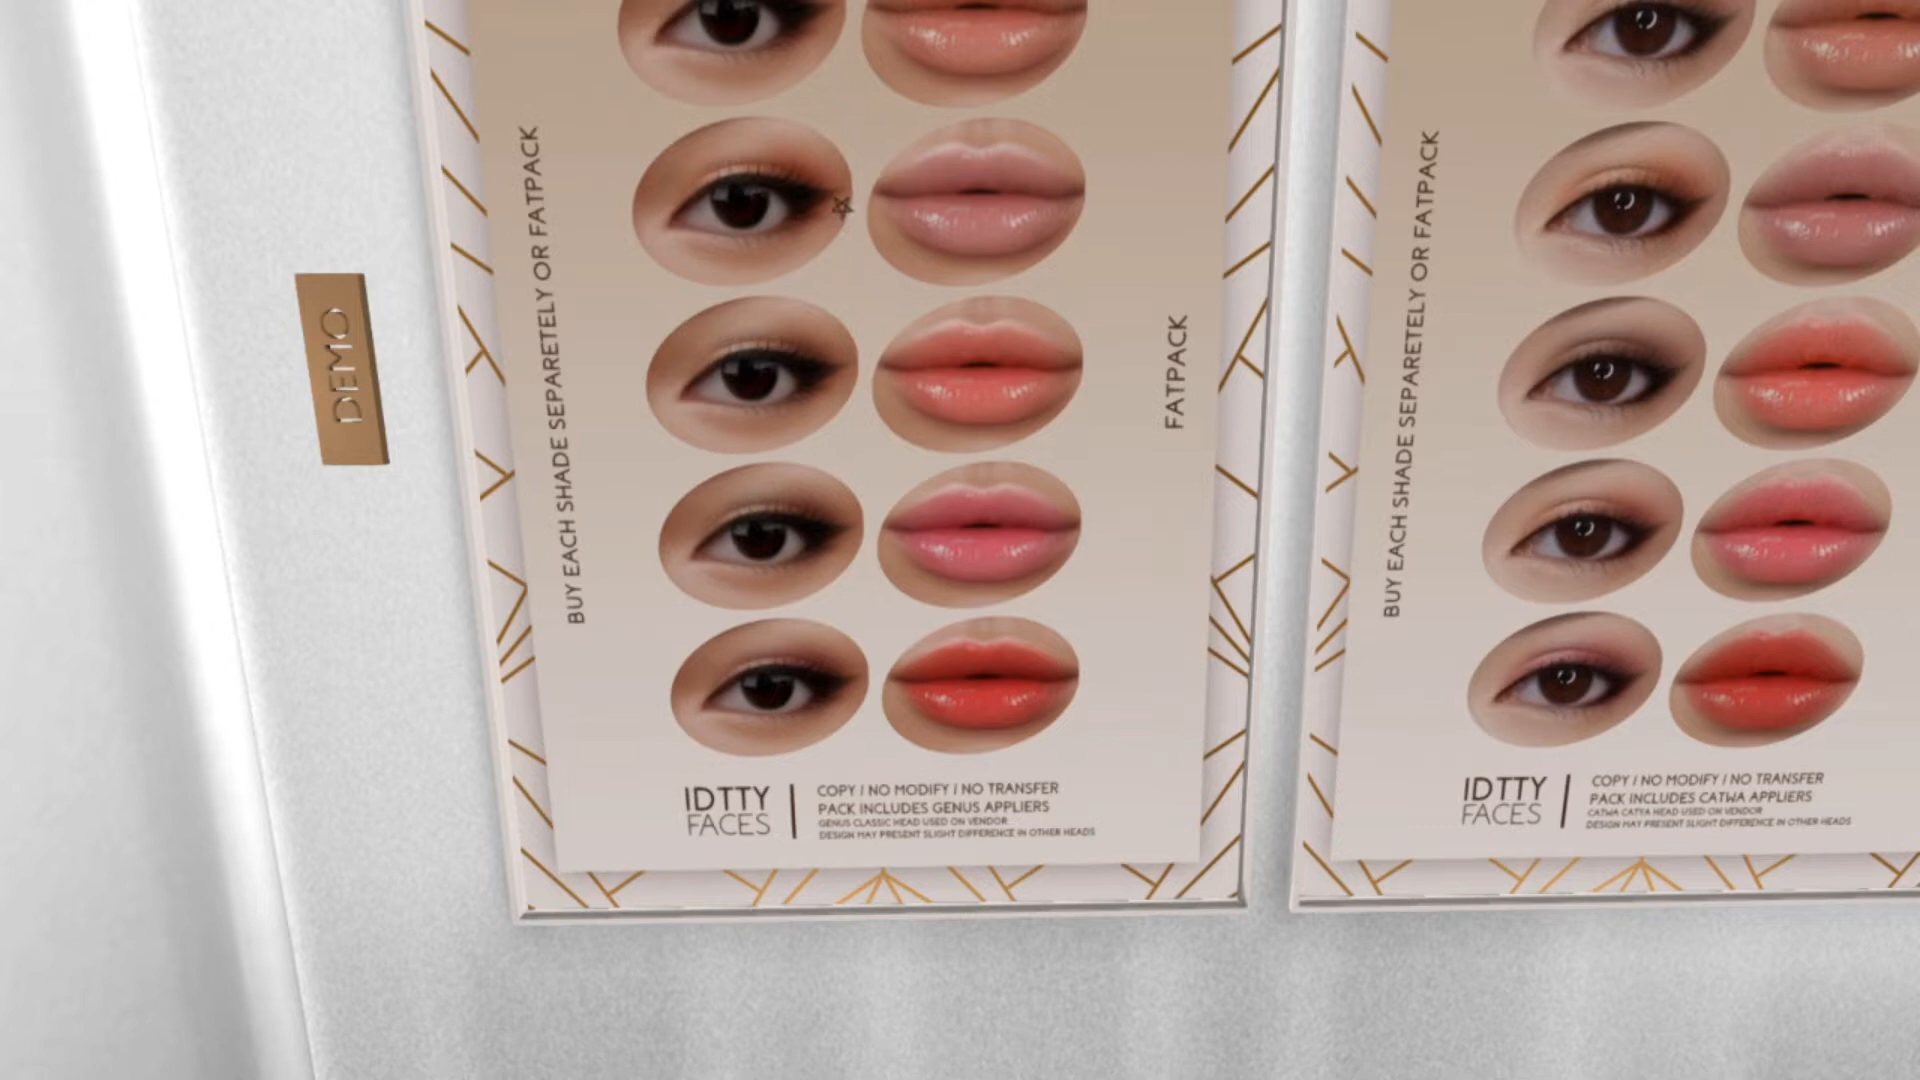 DEMO
BUY EACH SHADE SEPARETELY OR FATPACK
FATPACK
IDTTY
FACES
COPY / NO MODIFY / NO TRANSFER
PACK INCLUDES GENUS APPLIERS
GENUS CLASSIC HEAD USED ON VENDOR
DESIGN MAY PRESENT SLIGHT DIFFERENCE IN OTHER HEADS
BUY EACH SHADE SEPARETELY OR FATPACK
IDTTY
FACES
COPY / NO MODIFY / NO TRANSFER
PACK INCLUDES CATWA APPLIERS
CATWA CATYA HEAD USED ON VENDOR
DESIGN MAY PRESENT SLIGHT DIFFERENCE IN OTHER HEADS